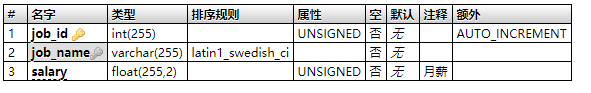 # 名字 类型 排序规则 属性 空 默认 注释 额外
1 job_id int(255) UNSIGNED 否 无 AUTO_INCREMENT
2 job_name varchar(255) latin1_swedish_ci 否 无
3 salary float(255,2) UNSIGNED 否 无 月薪